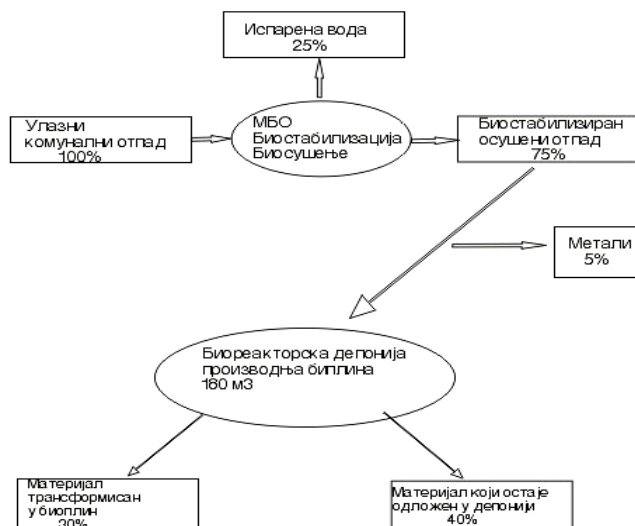 Испарена вода
25%
Улазни
комунални отпад
100%
МБО
Биостабилизација
Биосушење
Биостабилизиран
осушени отпад
75%
Метали
5%
Биореакторска депонија
производња биплина
160 м3
Материјал
трансформисан
у биоплин
30%
Материјал који остаје
одложен у депонији
40%